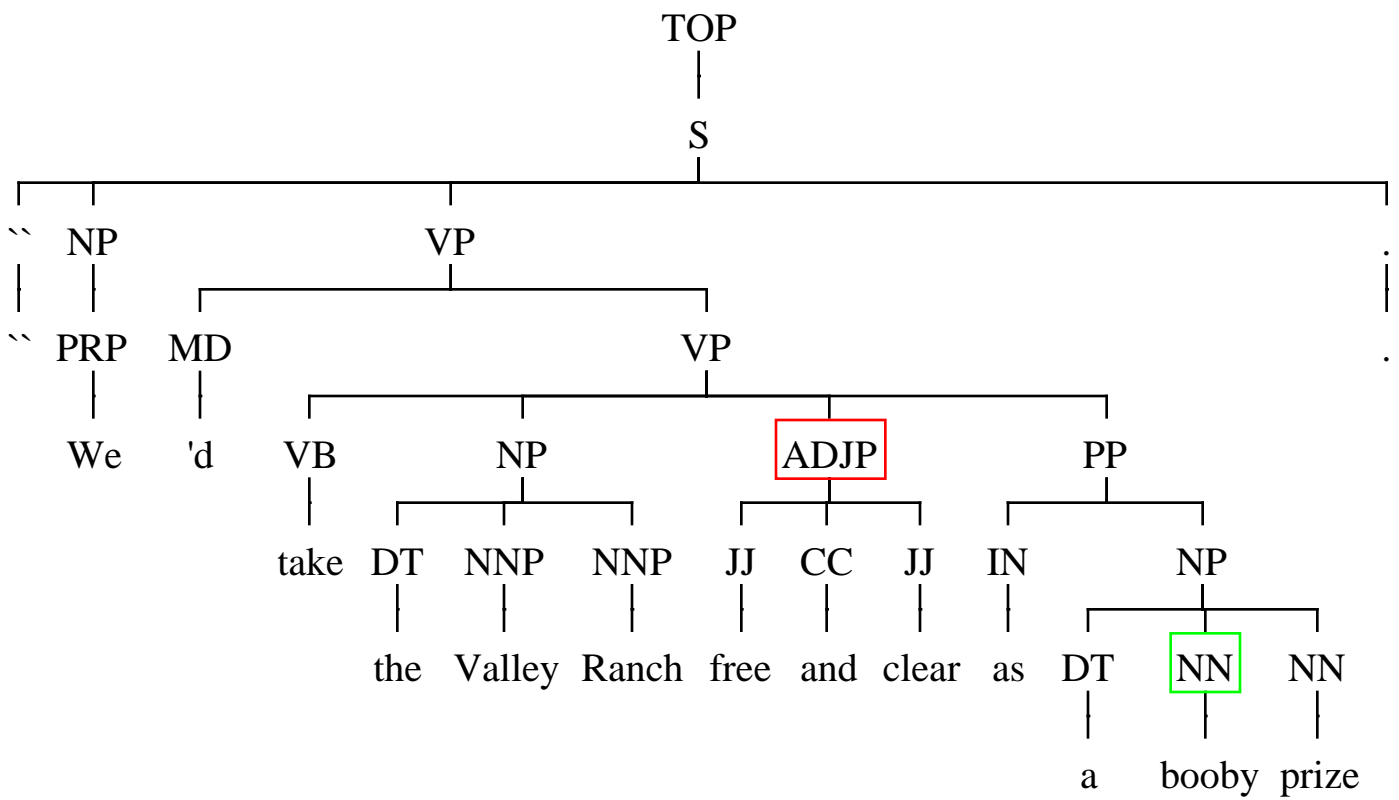 TOP
S
`` NP VP .
`` PRP MD VP .
We 'd VB NP ADJP PP
take DT NNP NNP JJ CC JJ IN NP
the Valley Ranch free and clear as DT NN NN
a booby prize